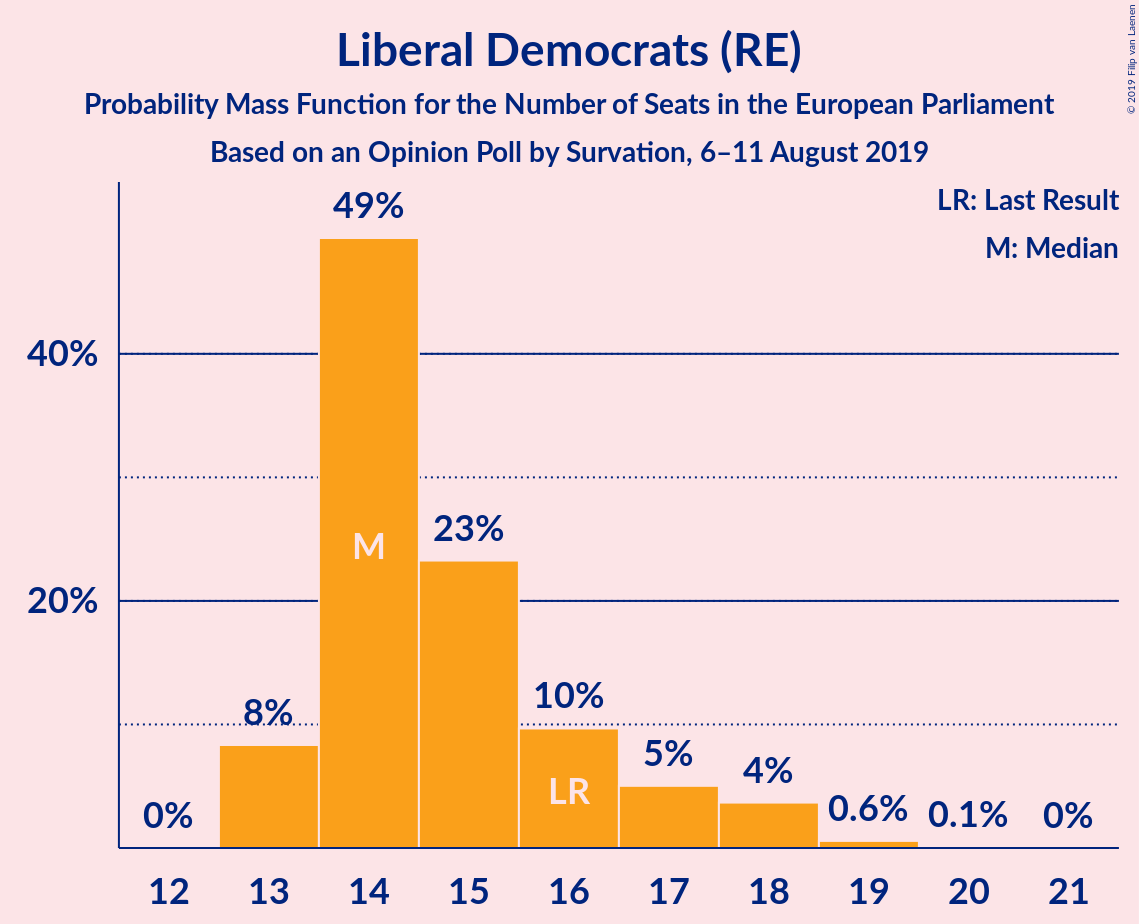 Liberal Democrats (RE)
Probability Mass Function for the Number of Seats in the European Parliament
Based on an Opinion Poll by Survation, 6–11 August 2019
© 2019 Filip van Laenen
LR: Last Result
M: Median
49%
40%
M
23%
20%
10%
8%
5%
4%
LR
0%
0.6%
0.1%
0%
12 13 14 15 16 17 18 19 20 21